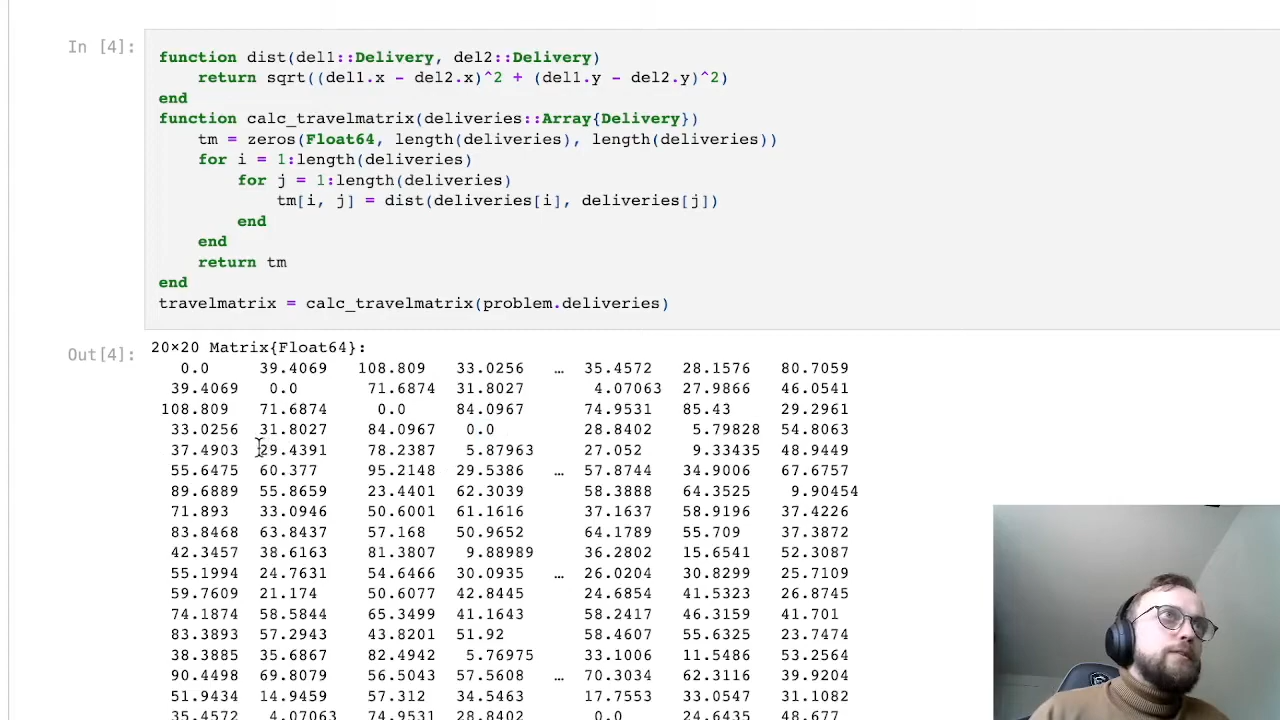 In [4]:
function dist(del1::Delivery, del2::Delivery)
return sqrt((del1.x - del2.x)^2 + (del1.y - del2.y)^2)
end
function calc_travelmatrix(deliveries::Array{Delivery})
tm = zeros(Float64, length(deliveries), length(deliveries))
for i = 1:length(deliveries)
for j = 1:length(deliveries)
tm[i, j] = dist(deliveries[i], deliveries[j])
end
end
return tm
end
travelmatrix = calc_travelmatrix(problem.deliveries)
Out[4]:
20×20 Matrix{Float64}:
0.0 39.4069 108.809 33.0256 … 35.4572 28.1576 80.7059
39.4069 0.0 71.6874 31.8027 4.07063 27.9866 46.0541
108.809 71.6874 0.0 84.0967 74.9531 85.43 29.2961
33.0256 31.8027 84.0967 0.0 28.8402 5.79828 54.8063
37.4903 29.4391 78.2387 5.87963 27.052 9.33435 48.9449
55.6475 60.377 95.2148 29.5386 … 57.8744 34.9006 67.6757
89.6889 55.8659 23.4401 62.3039 58.3888 64.3525 9.90454
71.893 33.0946 50.6001 61.1616 37.1637 58.9196 37.4226
83.8468 63.8437 57.168 50.9652 64.1789 55.709 37.3872
42.3457 38.6163 81.3807 9.88989 36.2802 15.6541 52.3087
55.1994 24.7631 54.6466 30.0935 … 26.0204 30.8299 25.7109
59.7609 21.174 50.6077 42.8445 24.6854 41.5323 26.8745
74.1874 58.5844 65.3499 41.1643 58.2417 46.3159 41.701
83.3893 57.2943 43.8201 51.92 58.4607 55.6325 23.7474
38.3885 35.6867 82.4942 5.76975 33.1006 11.5486 53.2564
90.4498 69.8079 56.5043 57.5608 … 70.3034 62.3116 39.9204
51.9434 14.9459 57.312 34.5463 17.7553 33.0547 31.1082
35.4572 4.07063 74.9531 28.8402 0.0 24.6435 48.677